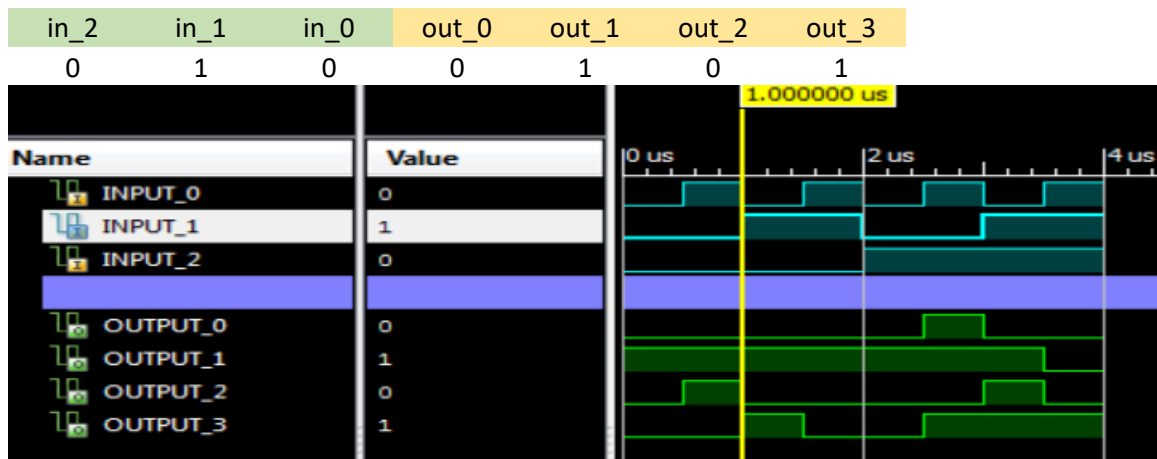 in_2 in_1 in_0 out_0 out_1 out_2 out_3
0 1 0 0 1 0 1
1.000000 us
Name Value 0 us 2 us 4 us
INPUT_0 0
INPUT_1 1
INPUT_2 0
OUTPUT_0 0
OUTPUT_1 1
OUTPUT_2 0
OUTPUT_3 1